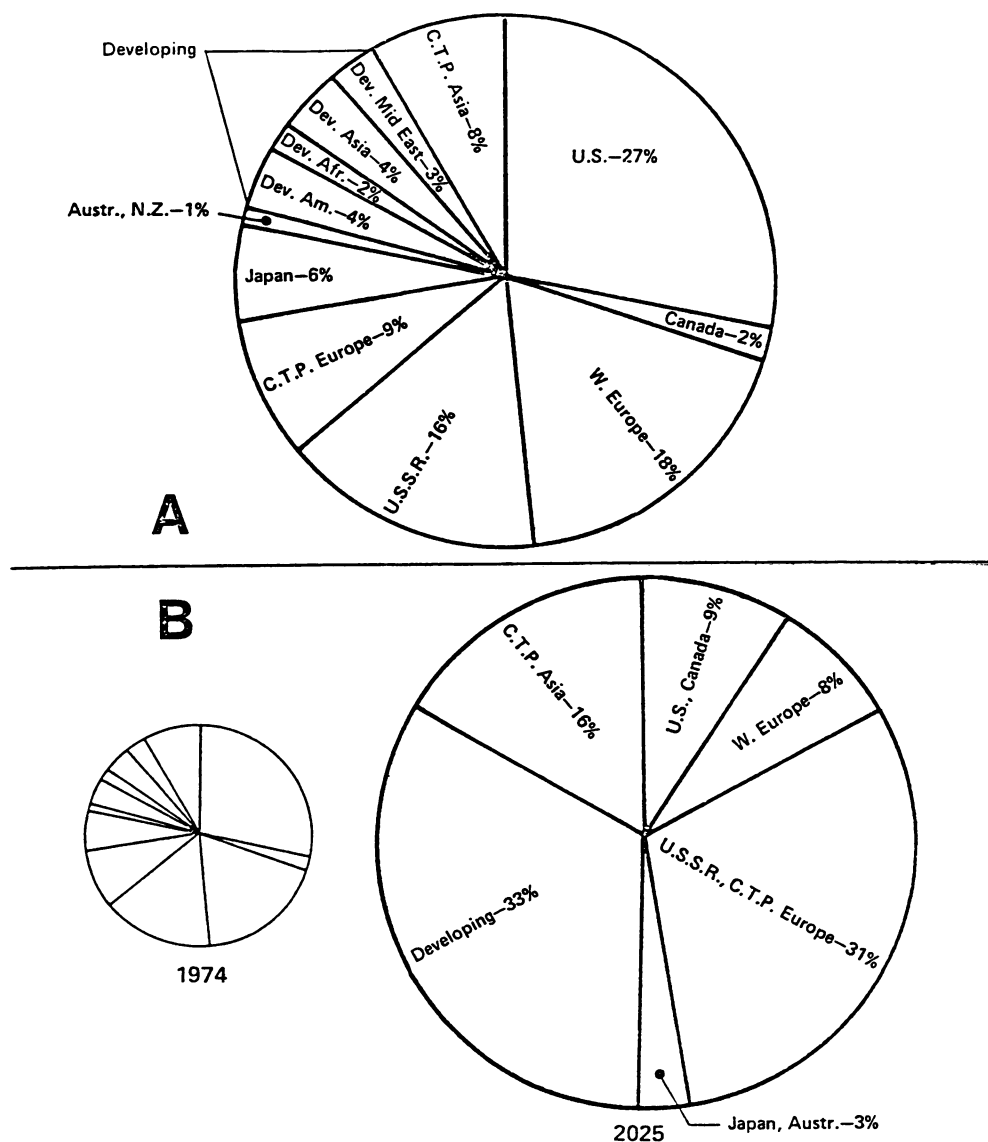 Developing
C.T.P. Asia–8%
Dev. Mid East–3%
Dev. Asia–4%
Dev. Afr.–2%
Dev. Am.–4%
Austr., N.Z.–1%
U.S.–27%
Japan–6%
Canada–2%
C.T.P. Europe–9%
W. Europe–18%
U.S.S.R.–16%
A
B
C.T.P. Asia–16%
U.S., Canada–9%
W. Europe–8%
U.S.S.R., C.T.P. Europe–31%
Developing–33%
1974
Japan, Austr.–3%
2025